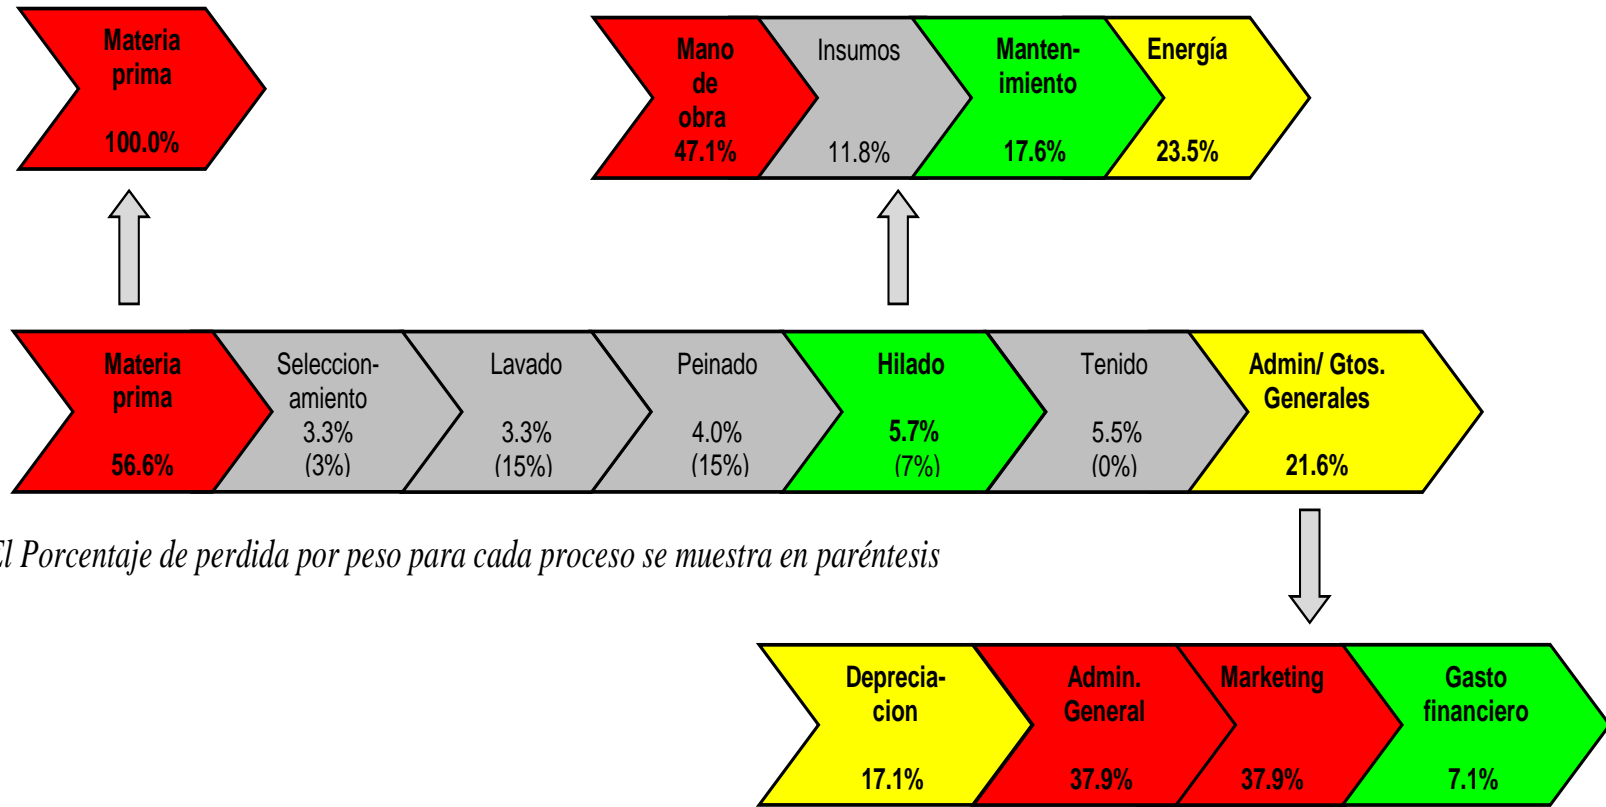 Materia
prima
100.0%
Mano
de
obra
47.1%
Insumos
11.8%
Manten-
imiento
17.6%
Energía
23.5%
Materia
prima
56.6%
Seleccion-
amiento
3.3%
(3%)
Lavado
3.3%
(15%)
Peinado
4.0%
(15%)
Hilado
5.7%
(7%)
Tenido
5.5%
(0%)
Admin/ Gtos.
Generales
21.6%
El Porcentaje de perdida por peso para cada proceso se muestra en paréntesis
Deprecia-
cion
17.1%
Admin.
General
37.9%
Marketing
37.9%
Gasto
financiero
7.1%